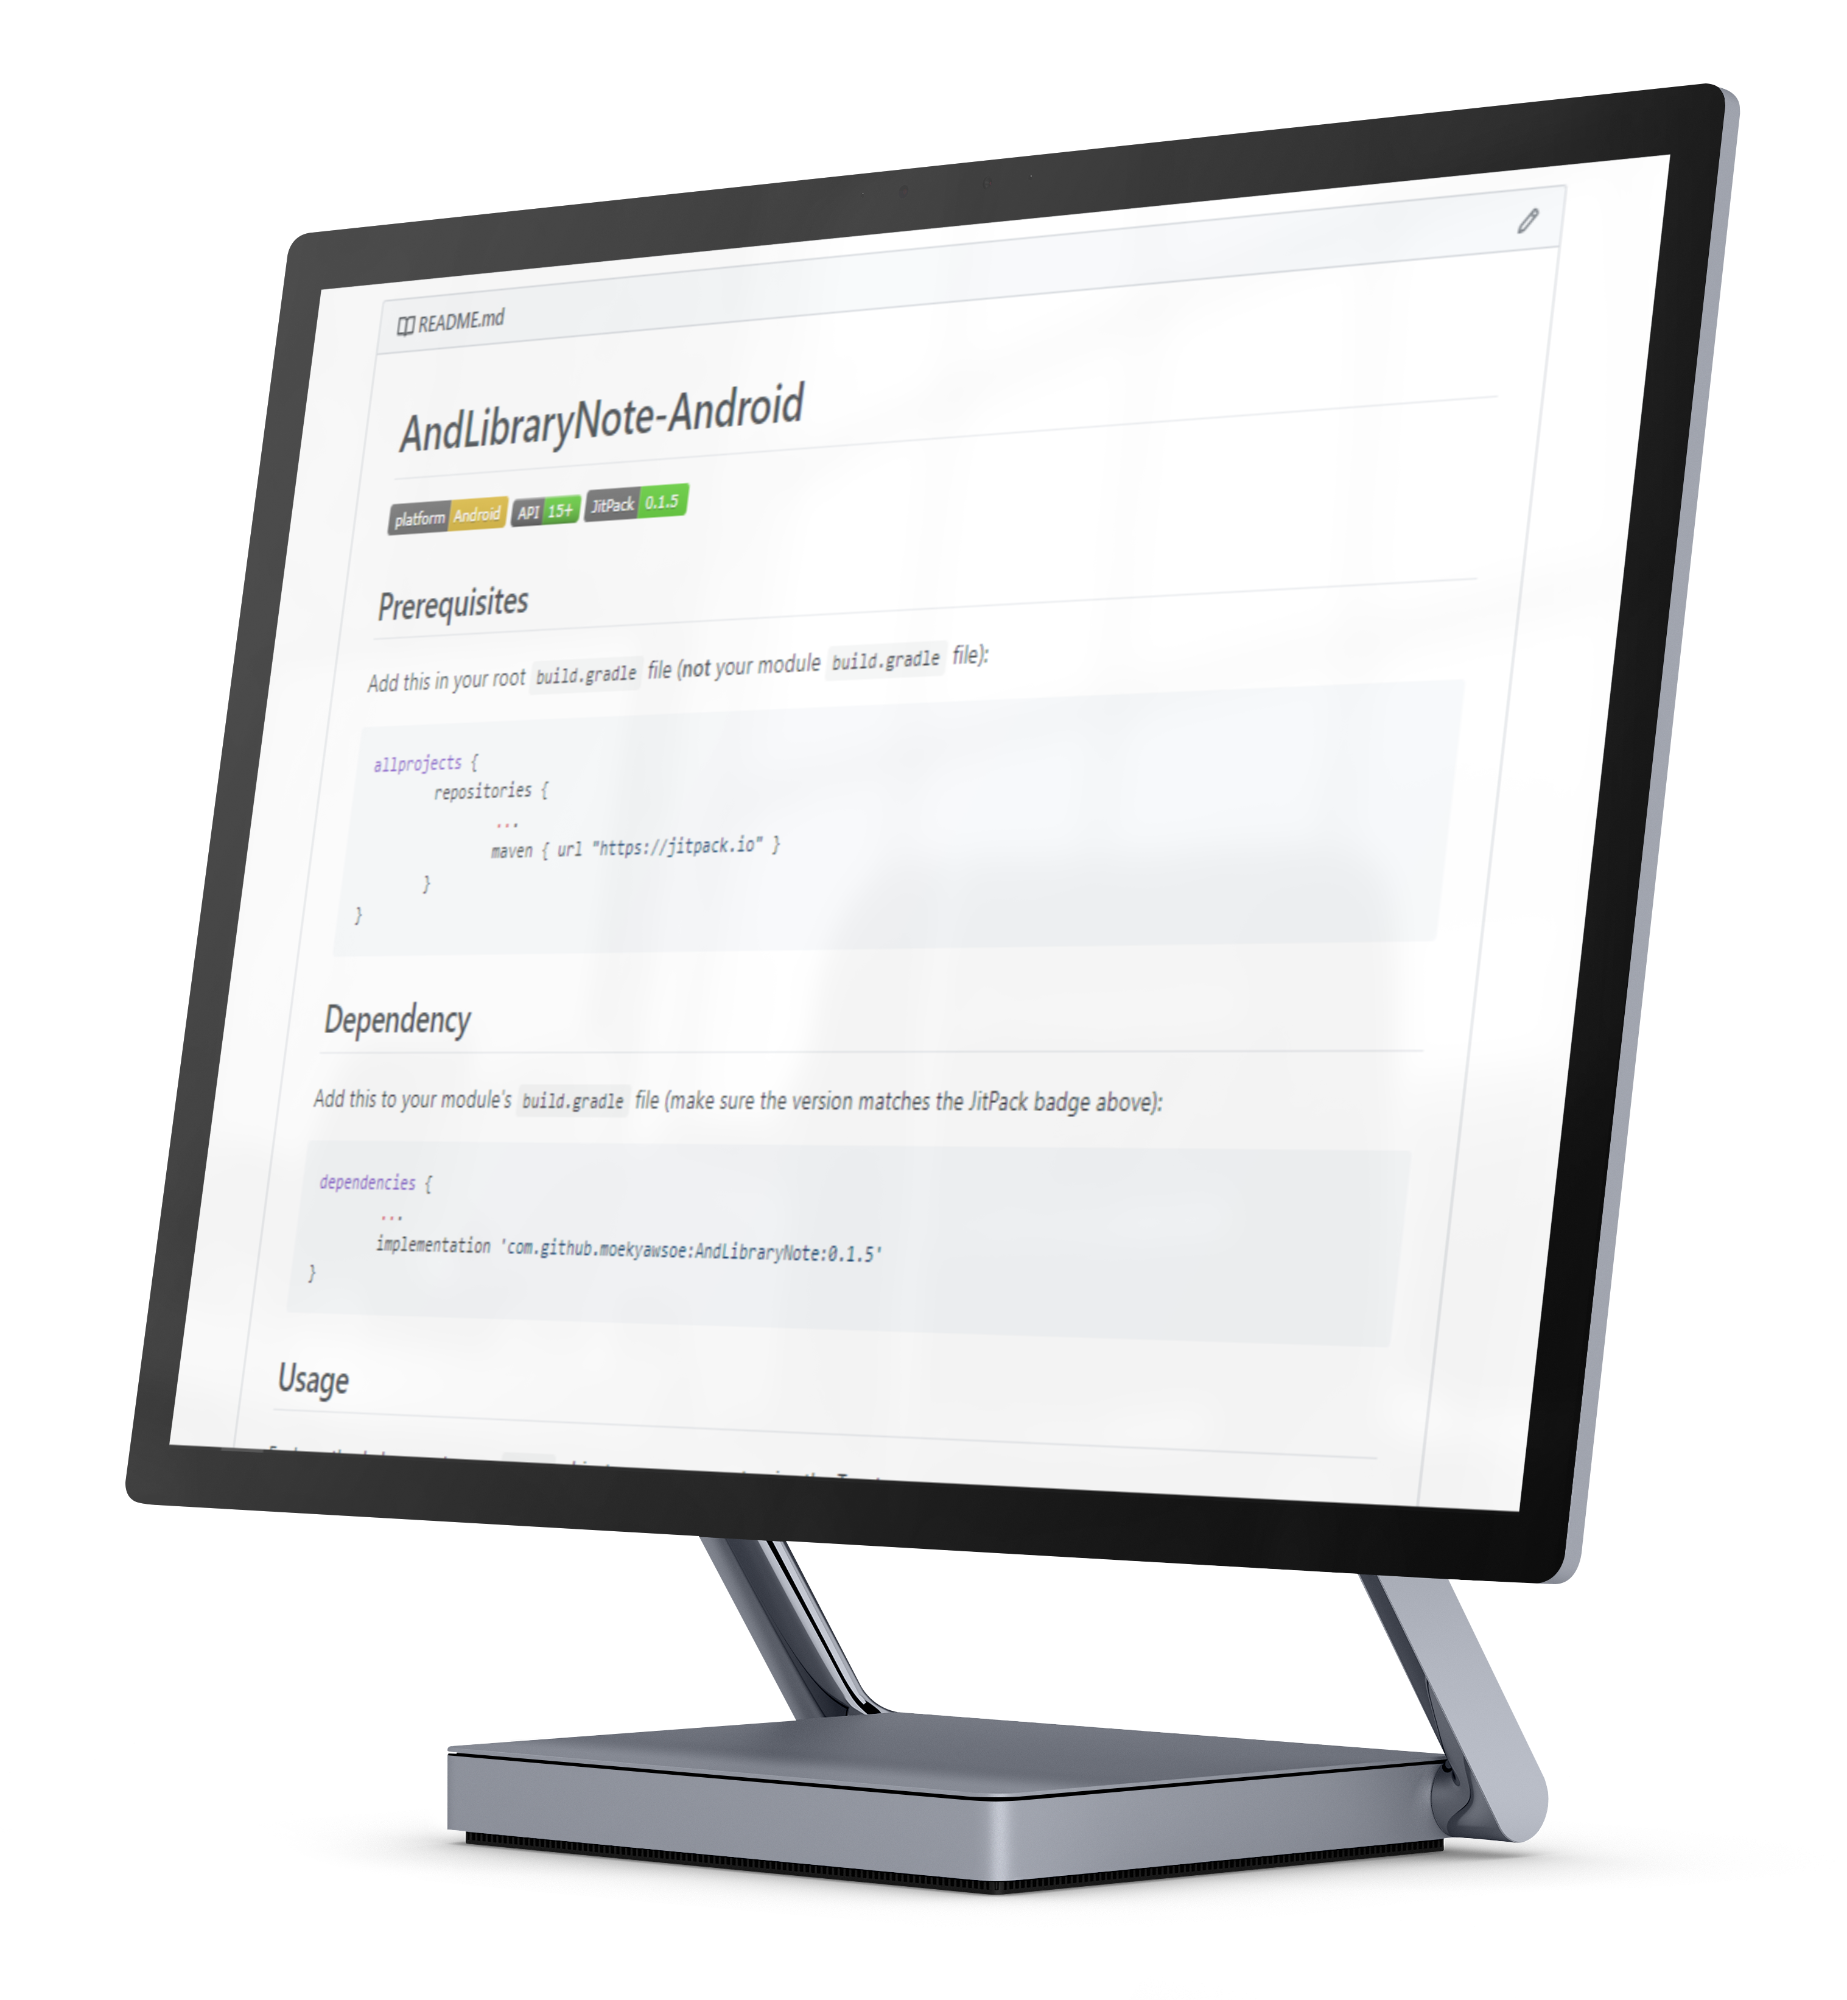 README.md
AndLibraryNote-Android
platform Android API 15+ JitPack 0.1.5
Prerequisites
Add this in your root build.gradle file (not your module build.gradle file):
allprojects {
repositories {
...
maven { url "https://jitpack.io" }
}
}
Dependency
Add this to your module's build.gradle file (make sure the version matches the JitPack badge above):
dependencies {
...
implementation 'com.github.moekyawsoe:AndLibraryNote:0.1.5'
}
Usage